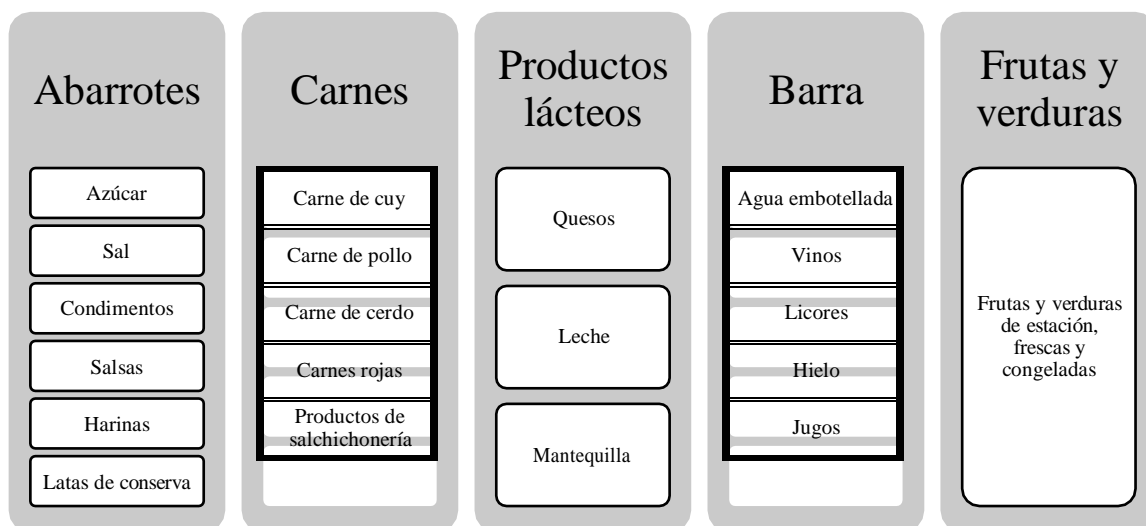 Abarrotes
Azúcar
Sal
Condimentos
Salsas
Harinas
Latas de conserva
Carnes
Carne de cuy
Carne de pollo
Carne de cerdo
Carnes rojas
Productos de
salchichonería
Productos
lácteos
Quesos
Leche
Mantequilla
Barra
Agua embotellada
Vinos
Licores
Hielo
Jugos
Frutas y
verduras
Frutas y verduras
de estación,
frescas y
congeladas